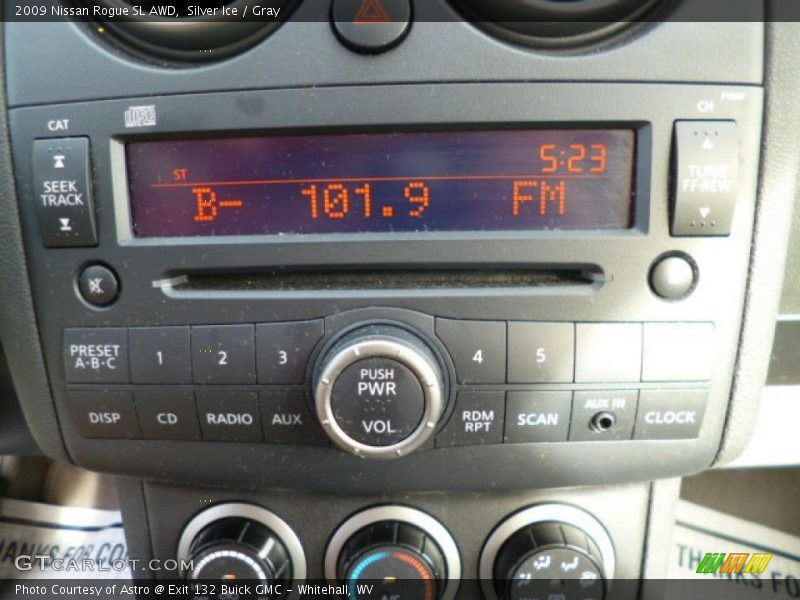 2009 Nissan Rogue SL AWD, Silver Ice / Gray
CAT
CH
SEEK
TRACK
ST
5:23
B- 101.9 FM
TUNE
FF·REW
PUSH
PWR
VOL
PRESET
A·B·C
1
2
3
4
5
DISP
CD
RADIO
AUX
RDM
RPT
SCAN
AUX IN
CLOCK
GTCarLot.com
THANKS
THANKS
Photo Courtesy of Astro @ Exit 132 Buick GMC - Whitehall, WV